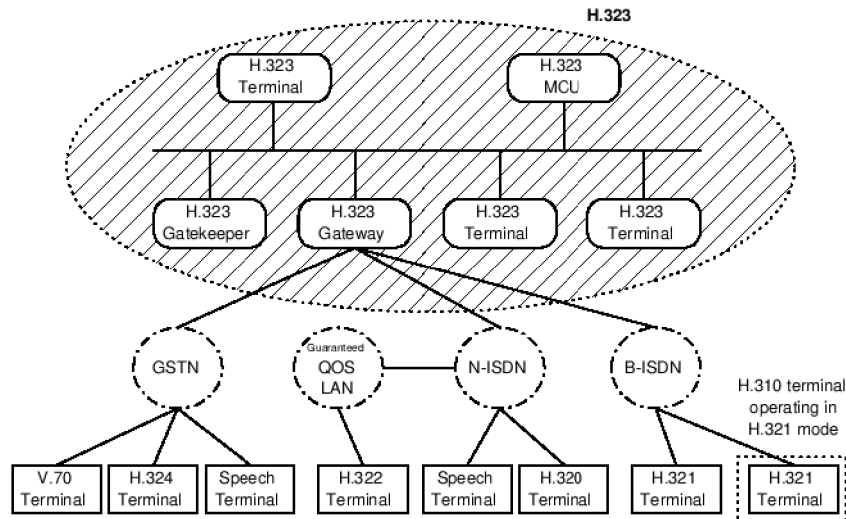 H.323
H.323
Terminal
H.323
MCU
H.323
Gatekeeper
H.323
Gateway
H.323
Terminal
H.323
Terminal
GSTN
Guaranteed
QOS
LAN
N-ISDN
B-ISDN
H.310 terminal
operating in
H.321 mode
V.70
Terminal
H.324
Terminal
Speech
Terminal
H.322
Terminal
Speech
Terminal
H.320
Terminal
H.321
Terminal
H.321
Terminal